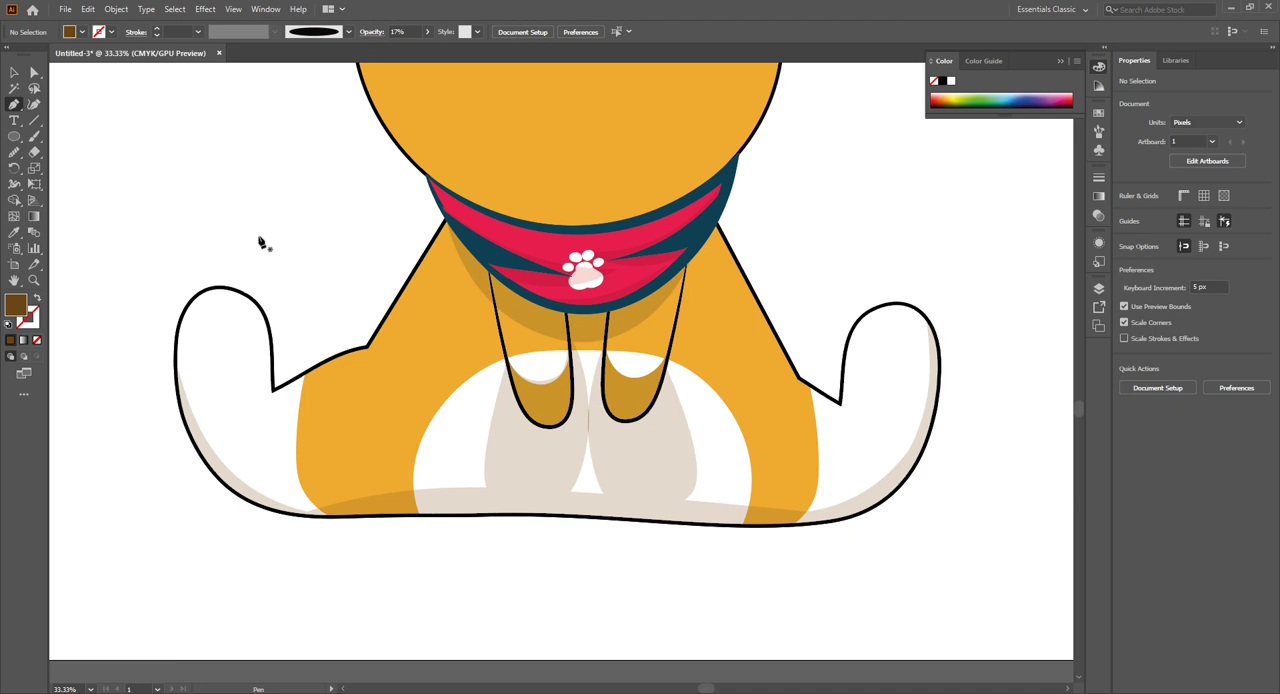 File Edit Object Type Select Effect View Window Help Essentials Classic Search Adobe Stock
No Selection Stroke: Opacity: 17% Style: Document Setup Preferences
Untitled-3* @ 33.33% (CMYK/GPU Preview)
Color Color Guide
Properties Libraries
No Selection
Document
Units: Pixels
Artboard: 1
Edit Artboards
Ruler & Grids
Guides
Snap Options
Preferences
Keyboard Increment: 5 px
Use Preview Bounds
Scale Corners
Scale Strokes & Effects
Quick Actions
Document Setup Preferences
33.33% 1 Pen